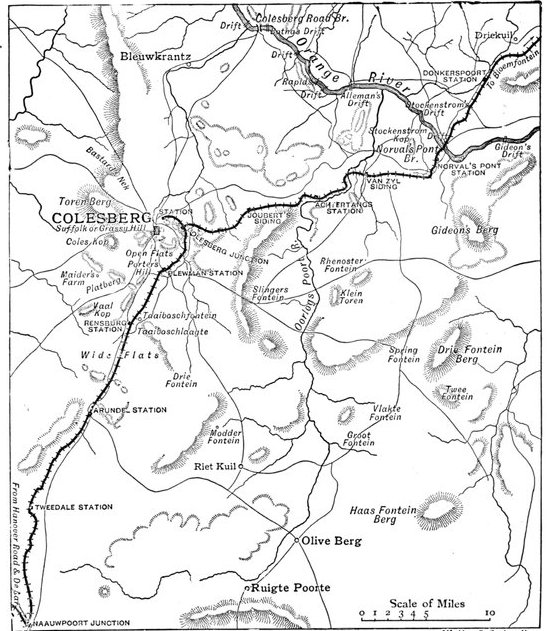 Colesberg Road Br.
Drift
Bothas Drift
Driekuil
Bleuwkrantz
Drift
Orange River
Rapid
Drift
Alleman's
Drift
DONKERSPOORT
STATION
To Bloemfontein
Stockenstrom's
Drift
Stockenstrom
Kop
Drift
Norval's Pont
Br.
Gideon's
Drift
NORVAL'S PONT
STATION
Bastards Nek
VAN ZYL
SIDING
Toren Berg
COLESBERG
STATION
JOUBERT'S
SIDING
ACHTERTANGS
STATION
Suffolk or Grassy Hill
Coles Kop
COLESBERG JUNCTION
Gideon's Berg
Open Flats
Porters
Hill
PLEWMAN STATION
Maider's
Farm
Platberg
Oorlogs Poort R.
Rhenoster
Fontein
Slingers
Fontein
Klein
Toren
Vaal
Kop
RENSBURG
STATION
Taaiboschfontein
Taaiboschlaagte
Wide Flats
Spring
Fontein
Drie Fontein
Berg
Drie
Fontein
Twee
Fontein
ARUNDEL STATION
Vlakte
Fontein
Modder
Fontein
Groot
Fontein
Riet Kuil
From Hanover Road & De Aar
TWEEDALE STATION
Haas Fontein
Berg
Olive Berg
Ruigte Poorte
NAAUWPOORT JUNCTION
Scale of Miles
0 1 2 3 4 5 10